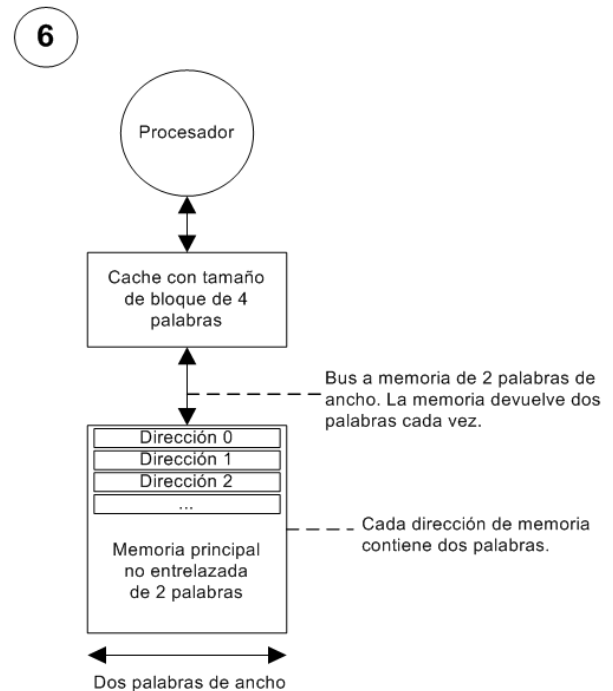 6
Procesador
Cache con tamaño
de bloque de 4
palabras
Bus a memoria de 2 palabras de
ancho. La memoria devuelve dos
palabras cada vez.
Dirección 0
Dirección 1
Dirección 2
...
Cada dirección de memoria
contiene dos palabras.
Memoria principal
no entrelazada
de 2 palabras
Dos palabras de ancho